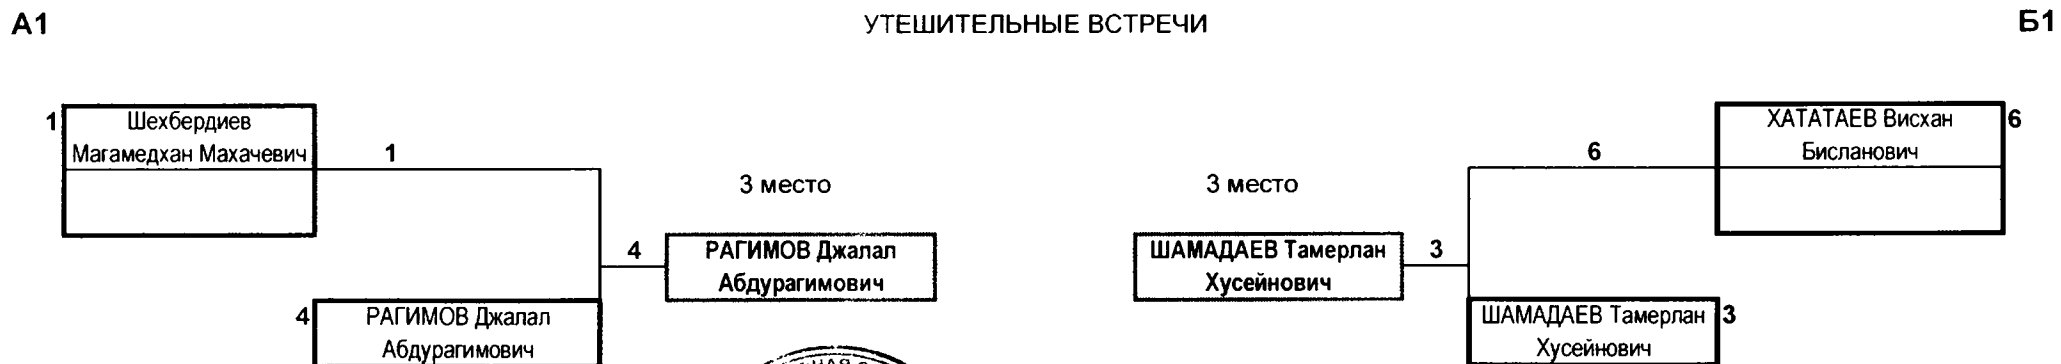 А1
УТЕШИТЕЛЬНЫЕ ВСТРЕЧИ
Б1
1
Шехбердиев
Магамедхан Махачевич
1
3 место
4
РАГИМОВ Джалал
Абдурагимович
4
РАГИМОВ Джалал
Абдурагимович
3 место
ШАМАДАЕВ Тамерлан
Хусейнович
3
6
ХАТАТАЕВ Висхан
Бисланович
6
ШАМАДАЕВ Тамерлан
Хусейнович
3